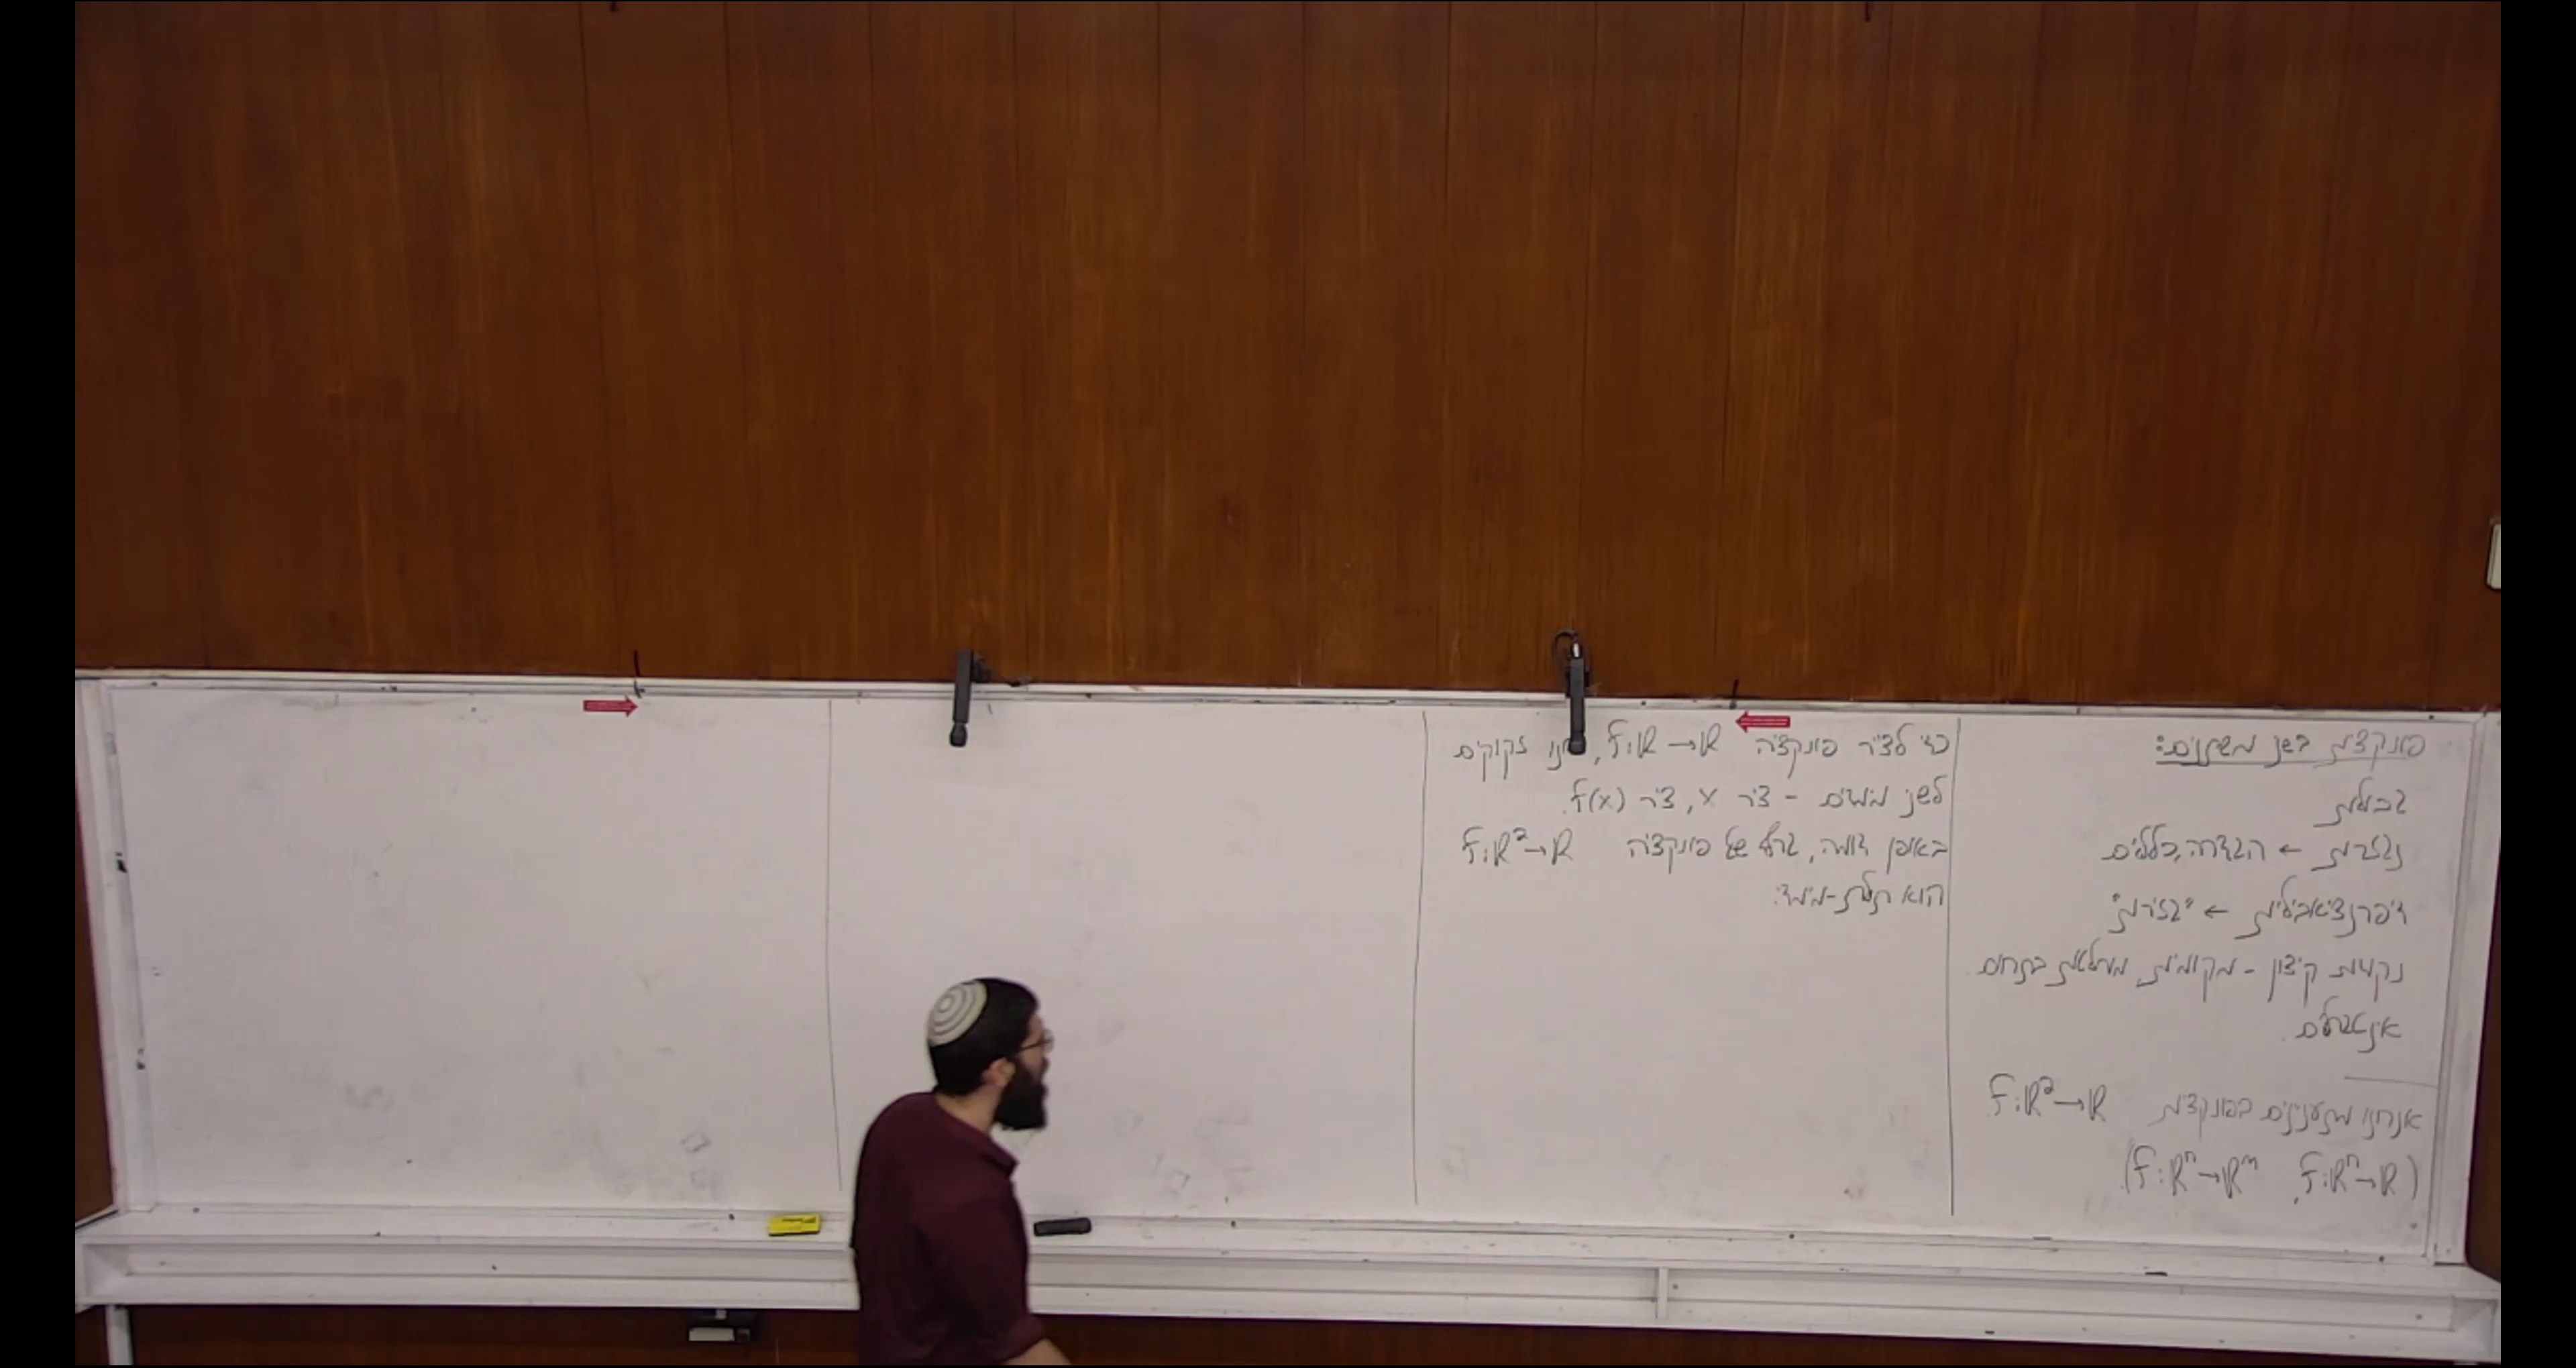 פונקציות בשני משתנים:
גבולות
נגזרות ← הגדרה, כללים
דיפרנציאביליות ← "גזירות"
נקודות קיצון - מקומיות, מוחלטות בתחום
אינטגרלים.
אנחנו מתעניינים בפונקציות f:ℝ²→ℝ
(f:ℝⁿ→ℝ, f:ℝⁿ→ℝᵐ)
כדי לצייר פונקציה f:ℝ→ℝ, זקוקים
לשני מימדים - ציר x, ציר f(x).
באופן דומה, גרף של פונקציה f:ℝ²→ℝ
הוא תלת-מימדי.